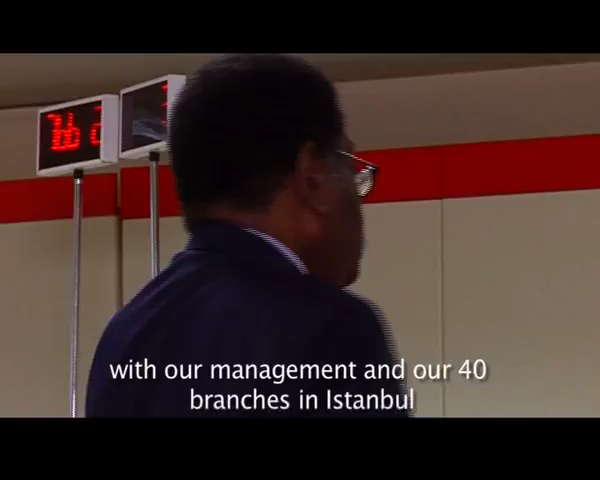 with our management and our 40
branches in Istanbul